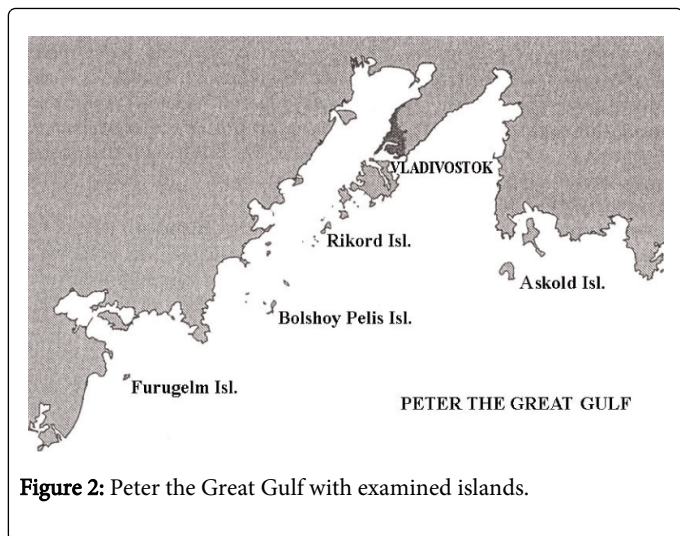 VLADIVOSTOK
Rikord Isl.
Askold Isl.
Bolshoy Pelis Isl.
Furugelm Isl.
PETER THE GREAT GULF
Figure 2: Peter the Great Gulf with examined islands.